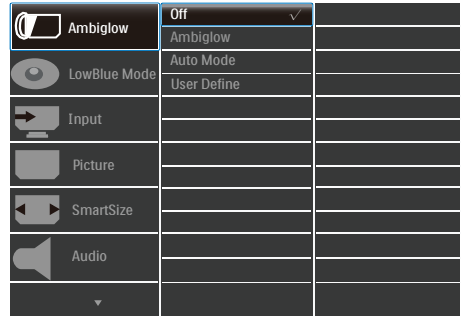 Ambiglow
LowBlue Mode
Input
Picture
SmartSize
Audio
Off
Ambiglow
Auto Mode
User Define